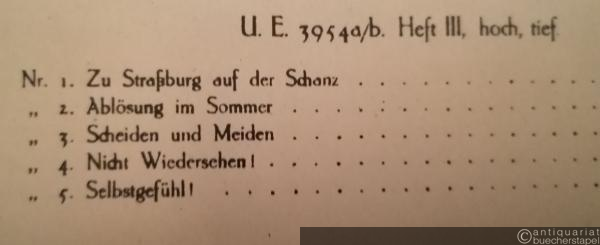 U. E. 3954a/b. Heft III, hoch, tief
Nr. 1. Zu Straßburg auf der Schanz . . . . . . . . . . . .
„ 2. Ablösung im Sommer . . . . . . . . . . . . . .
„ 3. Scheiden und Meiden . . . . . . . . . . . . . .
„ 4. Nicht Wiedersehen! . . . . . . . . . . . . . . .
„ 5. Selbstgefühl! . . . . . . . . . . . . . . . . .
antiquariat
buecherstapel